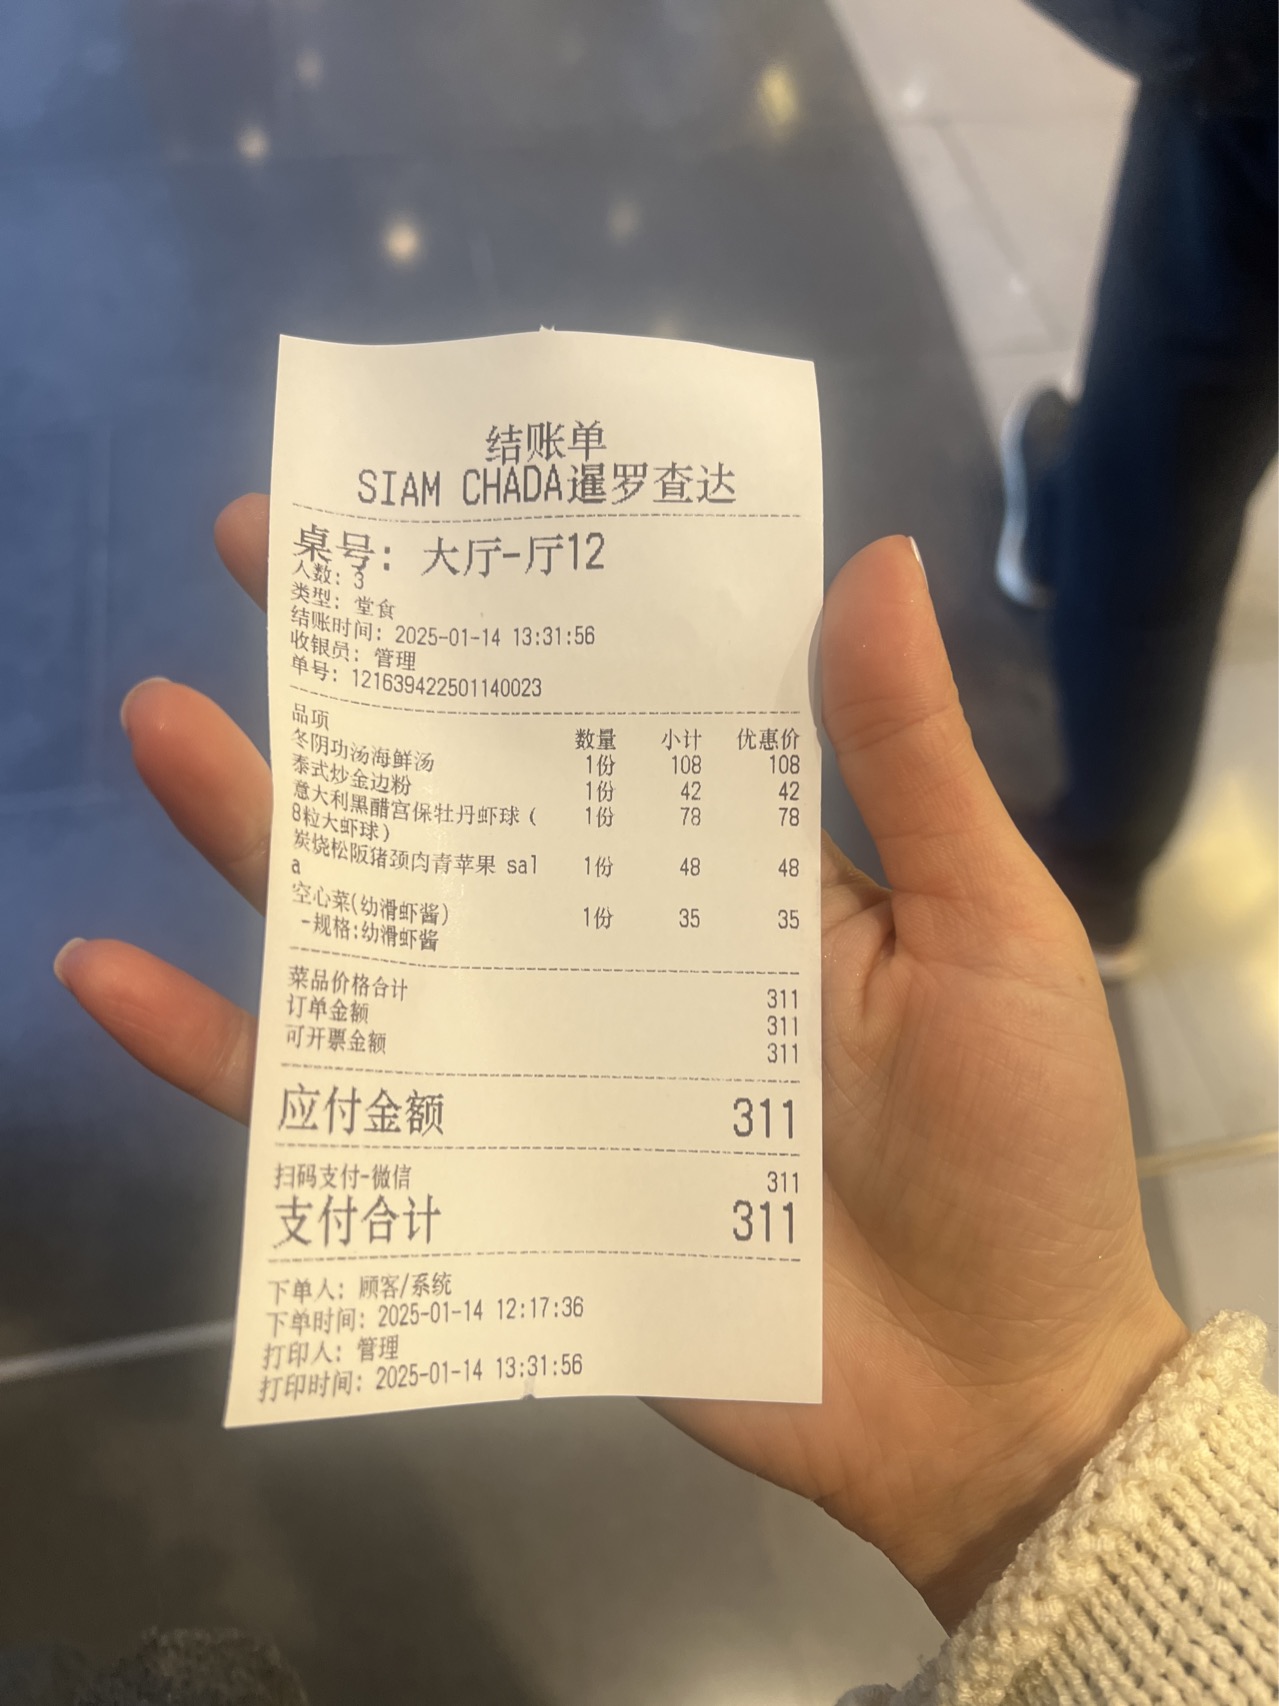 结账单
SIAM CHADA暹罗查达
桌号: 大厅-厅12
人数: 3
类型: 堂食
结账时间: 2025-01-14 13:31:56
收银员: 管理
单号: 121639422501140023
品项 数量 小计 优惠价
冬阴功汤海鲜汤 1份 108 108
泰式炒金边粉 1份 42 42
意大利黑醋宫保牡丹虾球( 1份 78 78
8粒大虾球)
炭烧松阪猪颈肉青苹果 sal 1份 48 48
a
空心菜(幼滑虾酱) 1份 35 35
-规格:幼滑虾酱
菜品价格合计 311
订单金额 311
可开票金额 311
应付金额 311
扫码支付-微信 311
支付合计 311
下单人: 顾客/系统
下单时间: 2025-01-14 12:17:36
打印人: 管理
打印时间: 2025-01-14 13:31:56